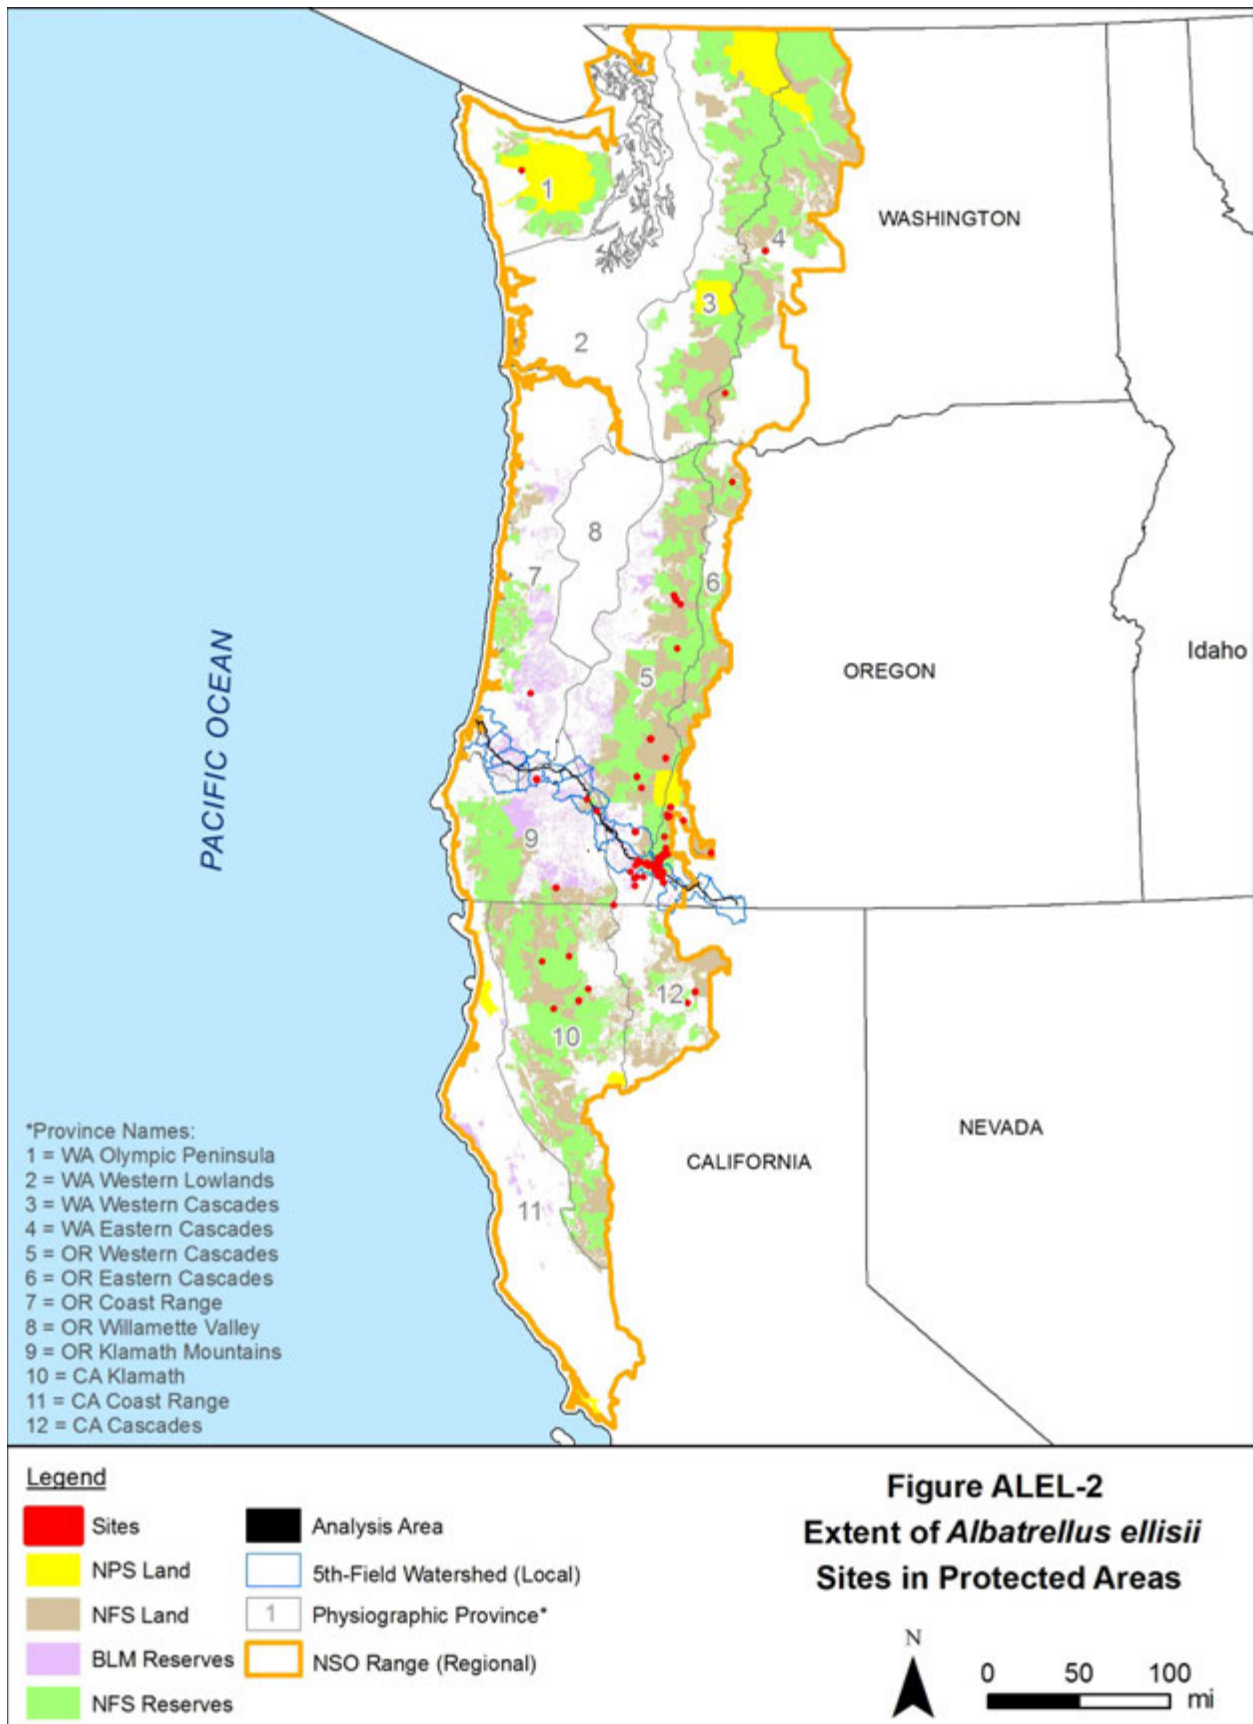 WASHINGTON
1
4
3
2
8
7
6
OREGON
Idaho
5
PACIFIC OCEAN
9
12
10
NEVADA
CALIFORNIA
11
*Province Names:
1 = WA Olympic Peninsula
2 = WA Western Lowlands
3 = WA Western Cascades
4 = WA Eastern Cascades
5 = OR Western Cascades
6 = OR Eastern Cascades
7 = OR Coast Range
8 = OR Willamette Valley
9 = OR Klamath Mountains
10 = CA Klamath
11 = CA Coast Range
12 = CA Cascades
Legend
Sites
NPS Land
NFS Land
BLM Reserves
NFS Reserves
Analysis Area
5th-Field Watershed (Local)
1 Physiographic Province*
NSO Range (Regional)
Figure ALEL-2
Extent of Albatrellus ellisii
Sites in Protected Areas
N
0 50 100
mi